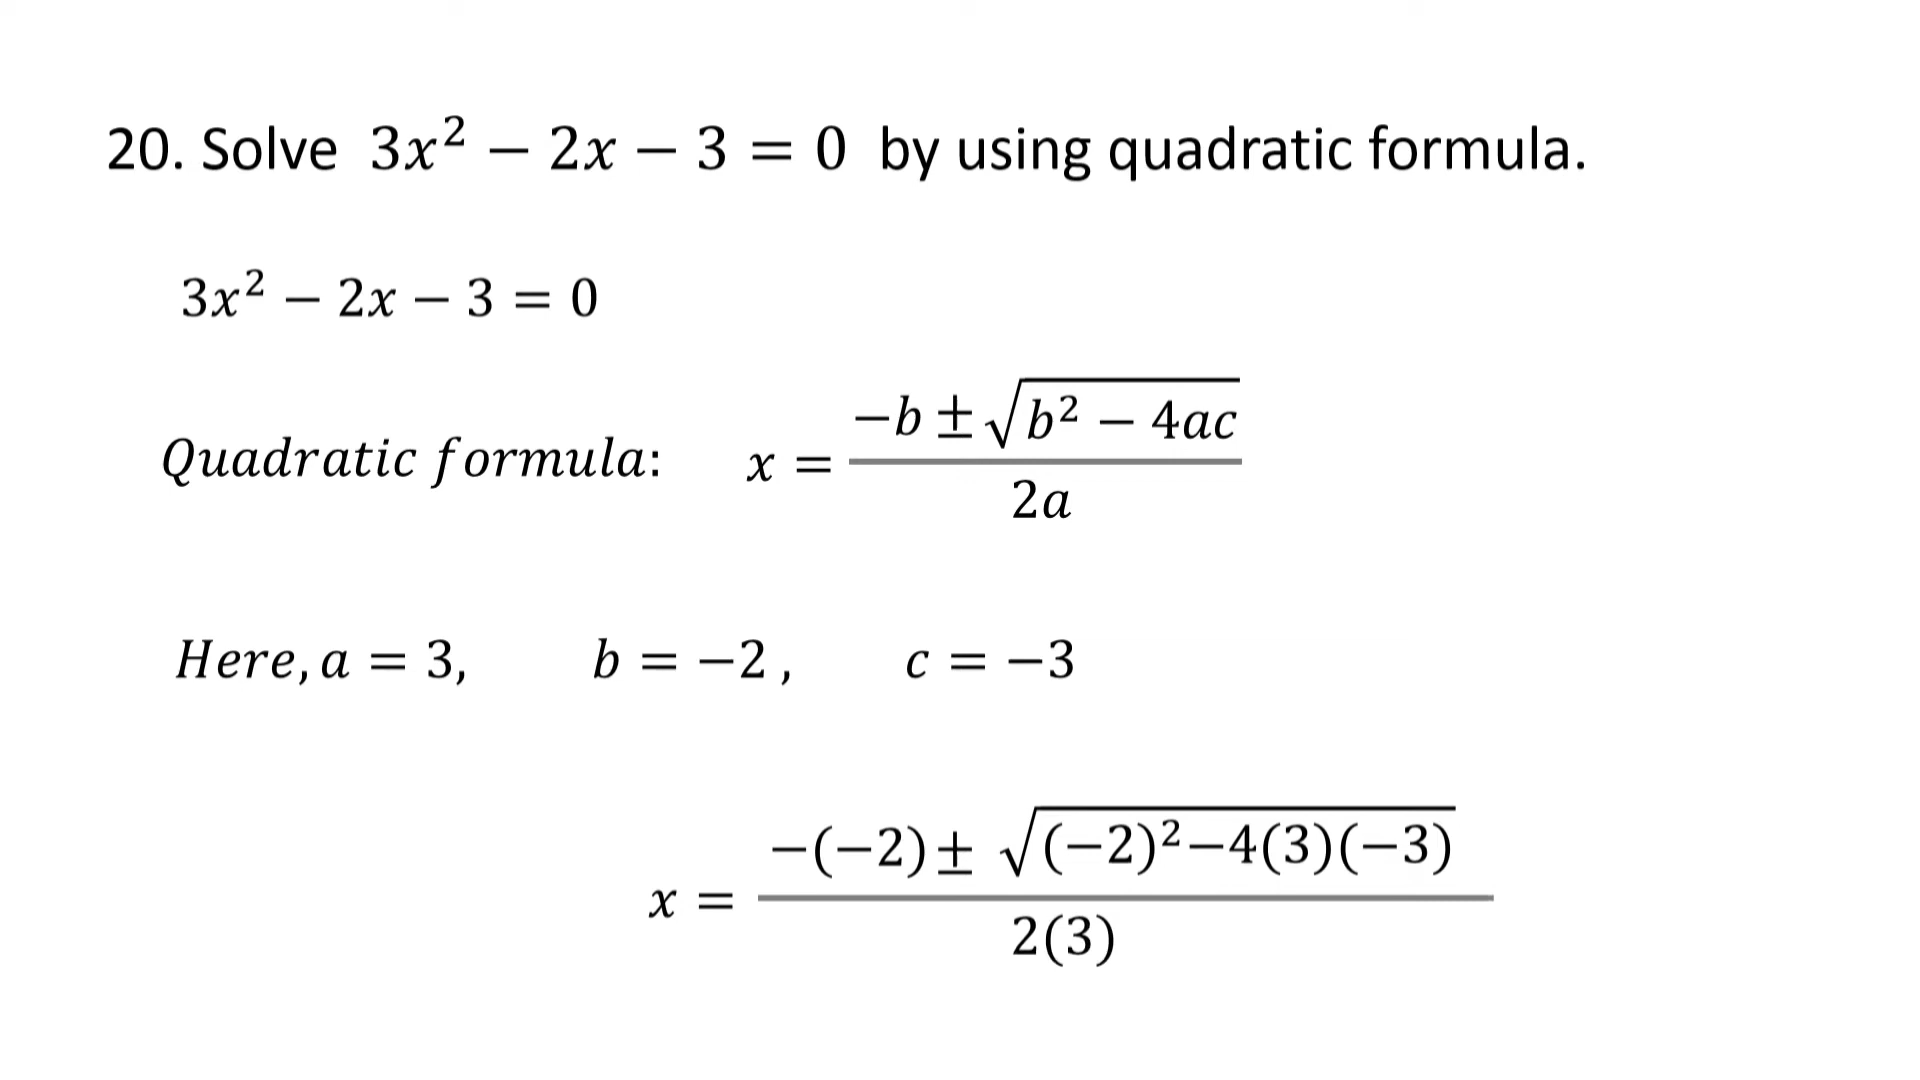 20. Solve 3x² − 2x − 3 = 0 by using quadratic formula.
3x² − 2x − 3 = 0
Quadratic formula: x = (−b ± √(b² − 4ac)) / 2a
Here, a = 3, b = −2 , c = −3
x = (−(−2) ± √((−2)²−4(3)(−3))) / 2(3)